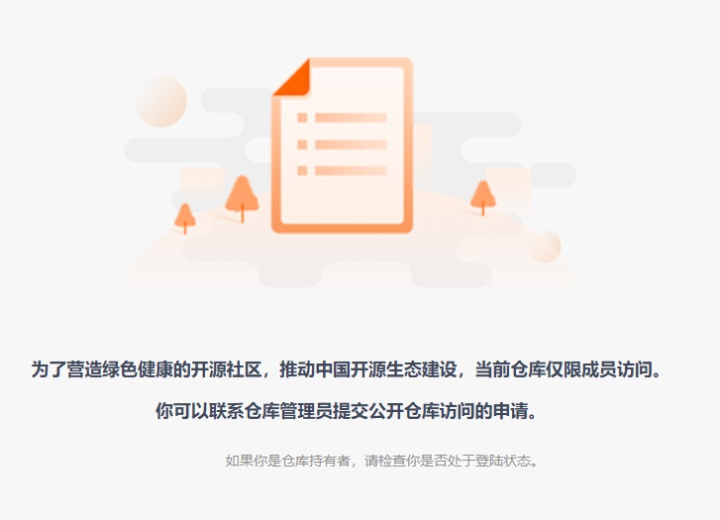 为了营造绿色健康的开源社区，推动中国开源生态建设，当前仓库仅限成员访问。
你可以联系仓库管理员提交公开仓库访问的申请。
如果你是仓库持有者，请检查你是否处于登陆状态。